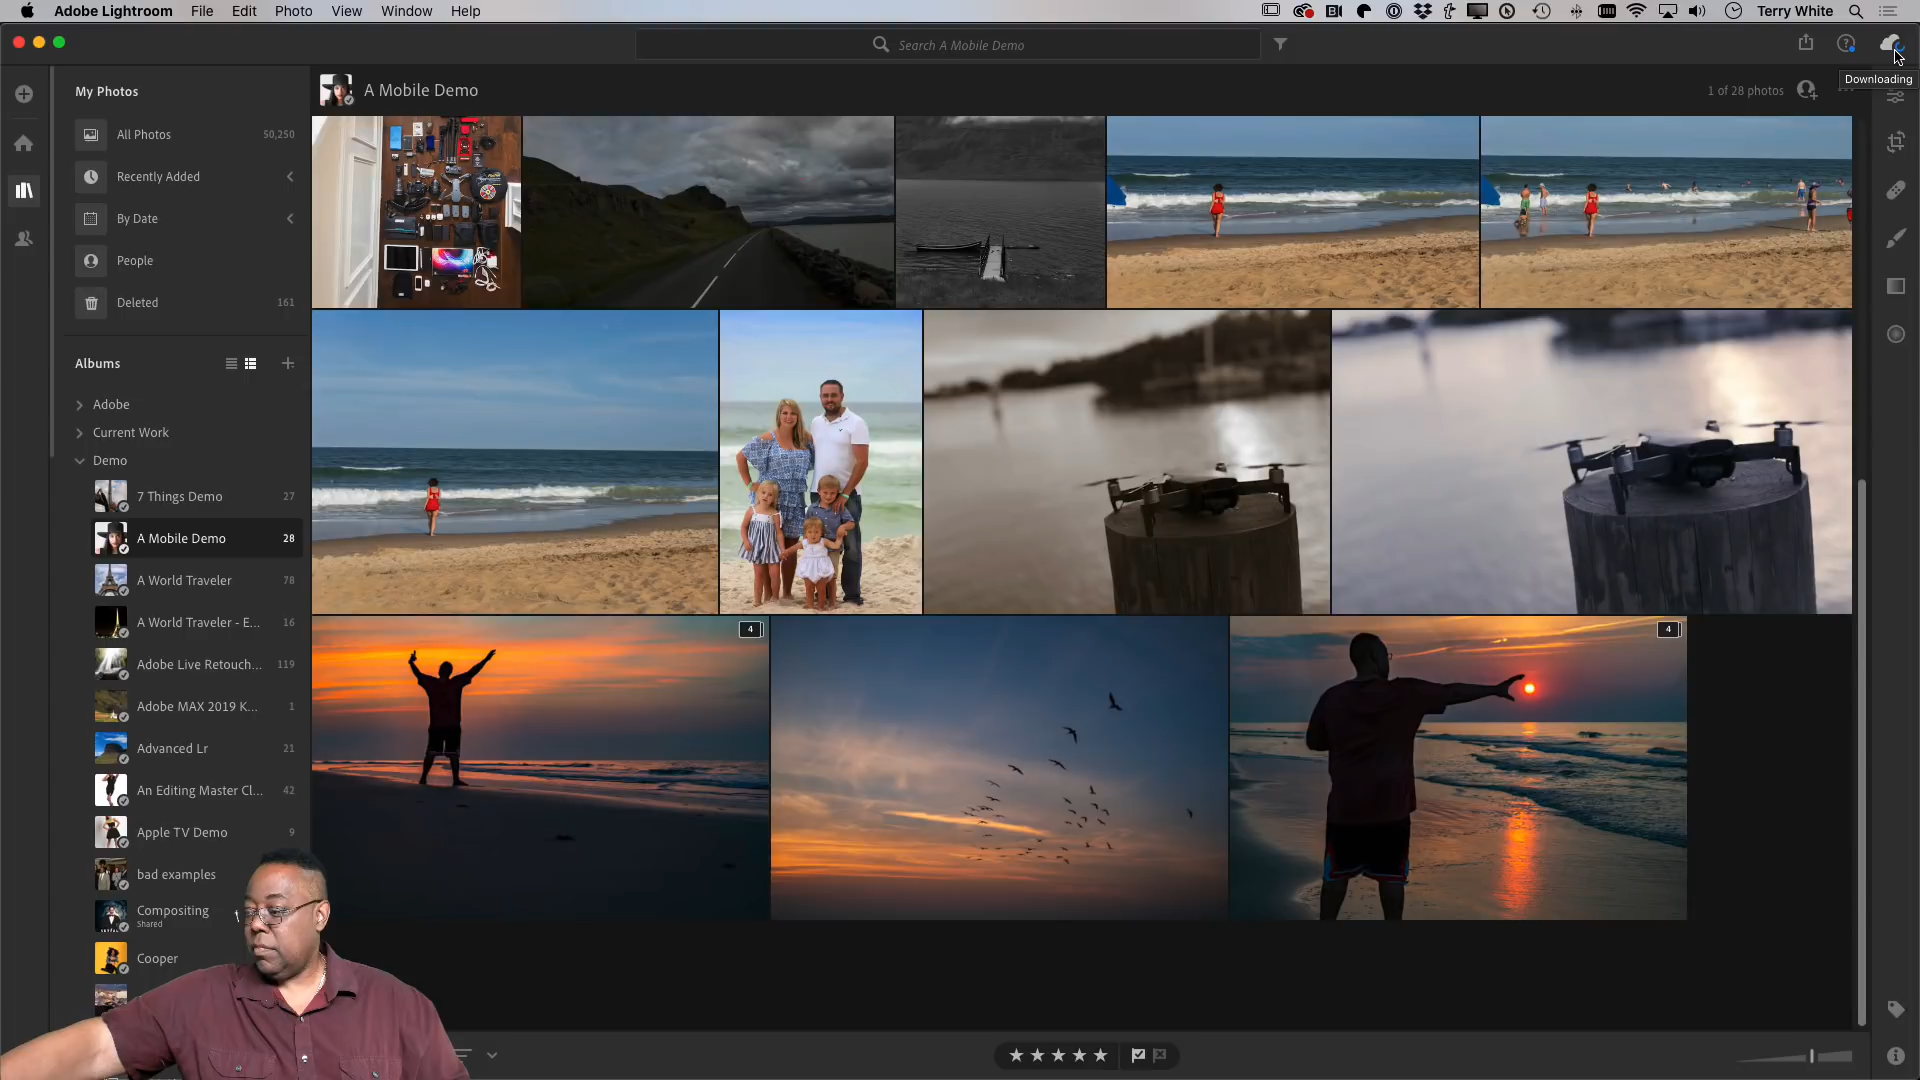 Adobe Lightroom File Edit Photo View Window Help Terry White
Search A Mobile Demo
Downloading
My Photos
A Mobile Demo 1 of 28 photos
All Photos 50,250
Recently Added
By Date
People
Deleted 161
Albums
Adobe
Current Work
Demo
7 Things Demo 27
A Mobile Demo 28
A World Traveler 78
A World Traveler - E... 16
4
4
Adobe Live Retouch... 119
Adobe MAX 2019 K... 1
Advanced Lr 21
An Editing Master Cl... 42
Apple TV Demo 9
bad examples
Compositing
Shared
Cooper